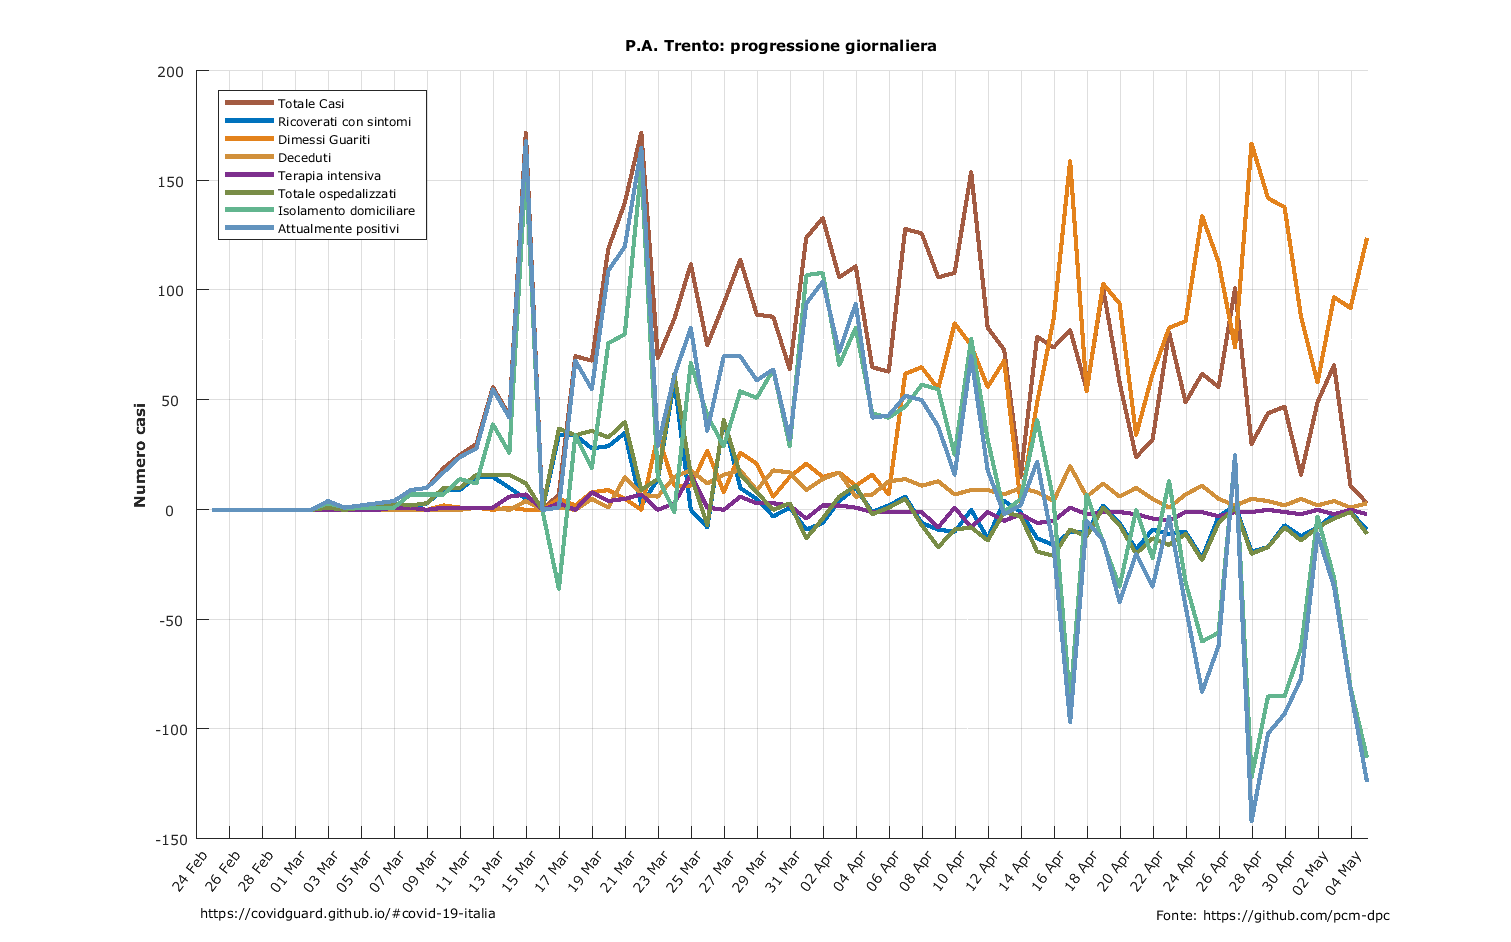 P.A. Trento: progressione giornaliera
200
150
100
50
0
-50
-100
-150
Numero casi
Totale Casi
Ricoverati con sintomi
Dimessi Guariti
Deceduti
Terapia intensiva
Totale ospedalizzati
Isolamento domiciliare
Attualmente positivi
24 Feb
26 Feb
28 Feb
01 Mar
03 Mar
05 Mar
07 Mar
09 Mar
11 Mar
13 Mar
15 Mar
17 Mar
19 Mar
21 Mar
23 Mar
25 Mar
27 Mar
29 Mar
31 Mar
02 Apr
04 Apr
06 Apr
08 Apr
10 Apr
12 Apr
14 Apr
16 Apr
18 Apr
20 Apr
22 Apr
24 Apr
26 Apr
28 Apr
30 Apr
02 May
04 May
https://covidguard.github.io/#covid-19-italia
Fonte: https://github.com/pcm-dpc